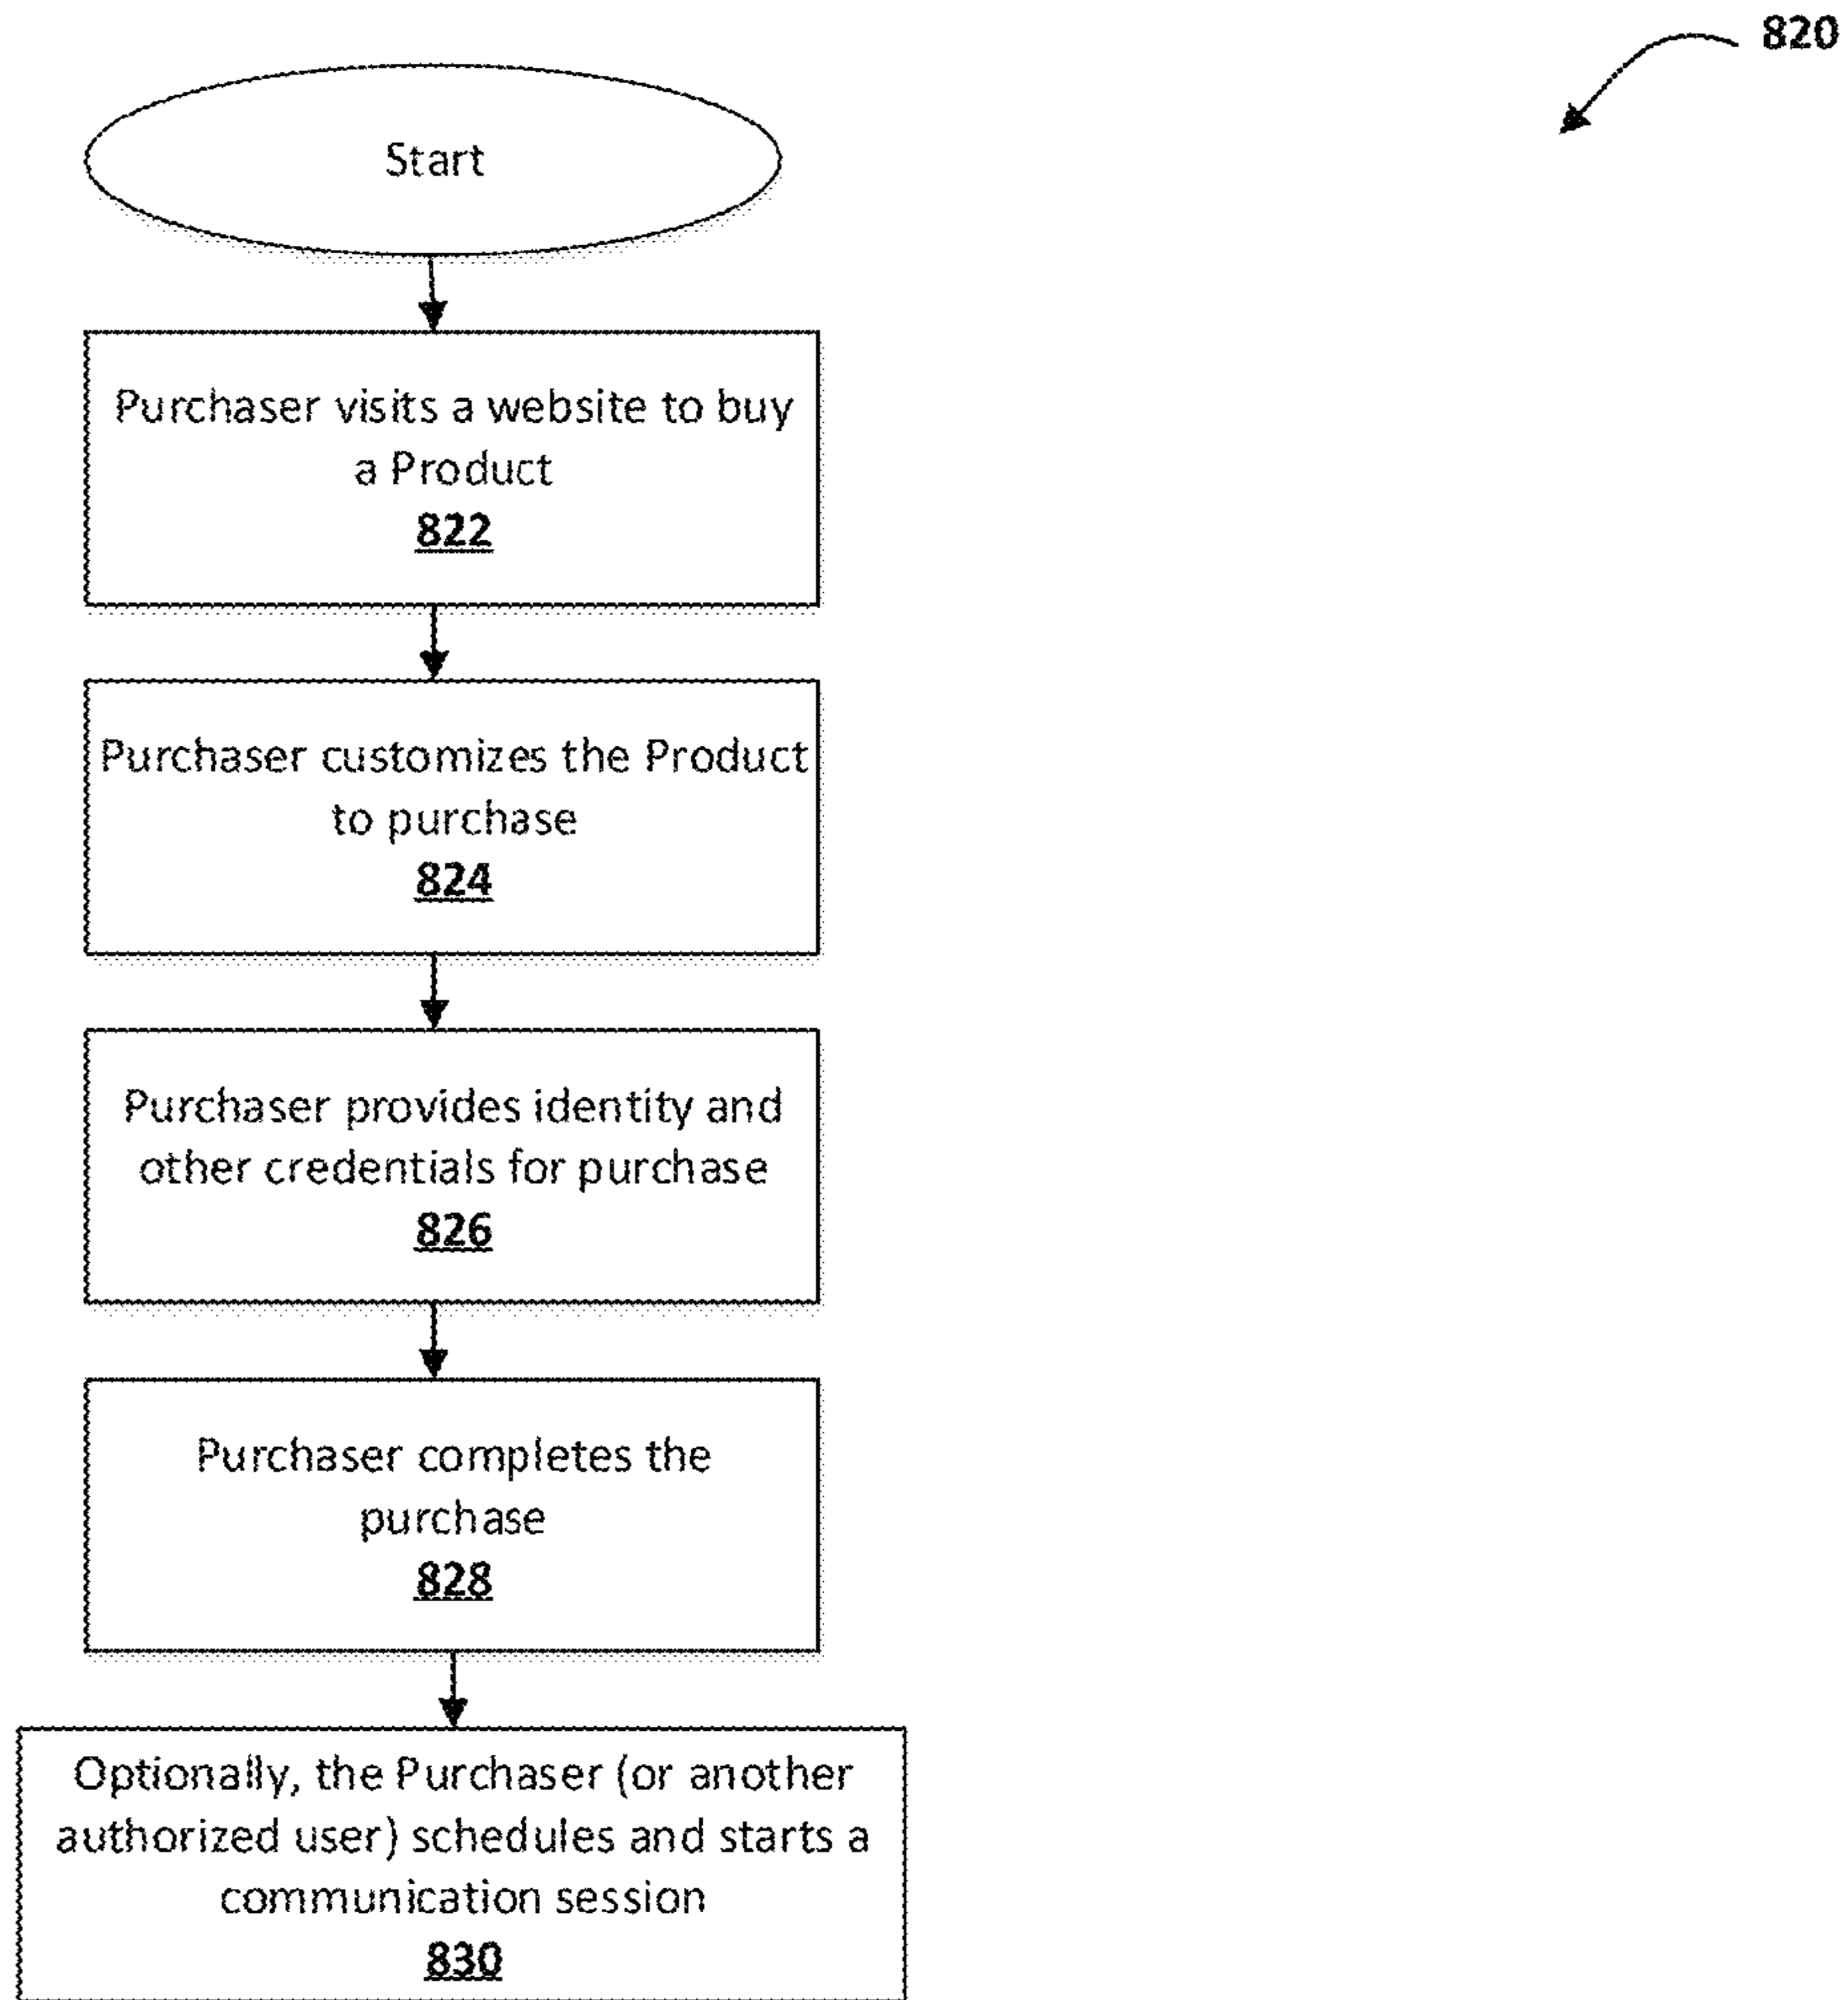 820
Start
Purchaser visits a website to buy
a Product
822
Purchaser customizes the Product
to purchase
824
Purchaser provides identity and
other credentials for purchase
826
Purchaser completes the
purchase
828
Optionally, the Purchaser (or another
authorized user) schedules and starts a
communication session
830